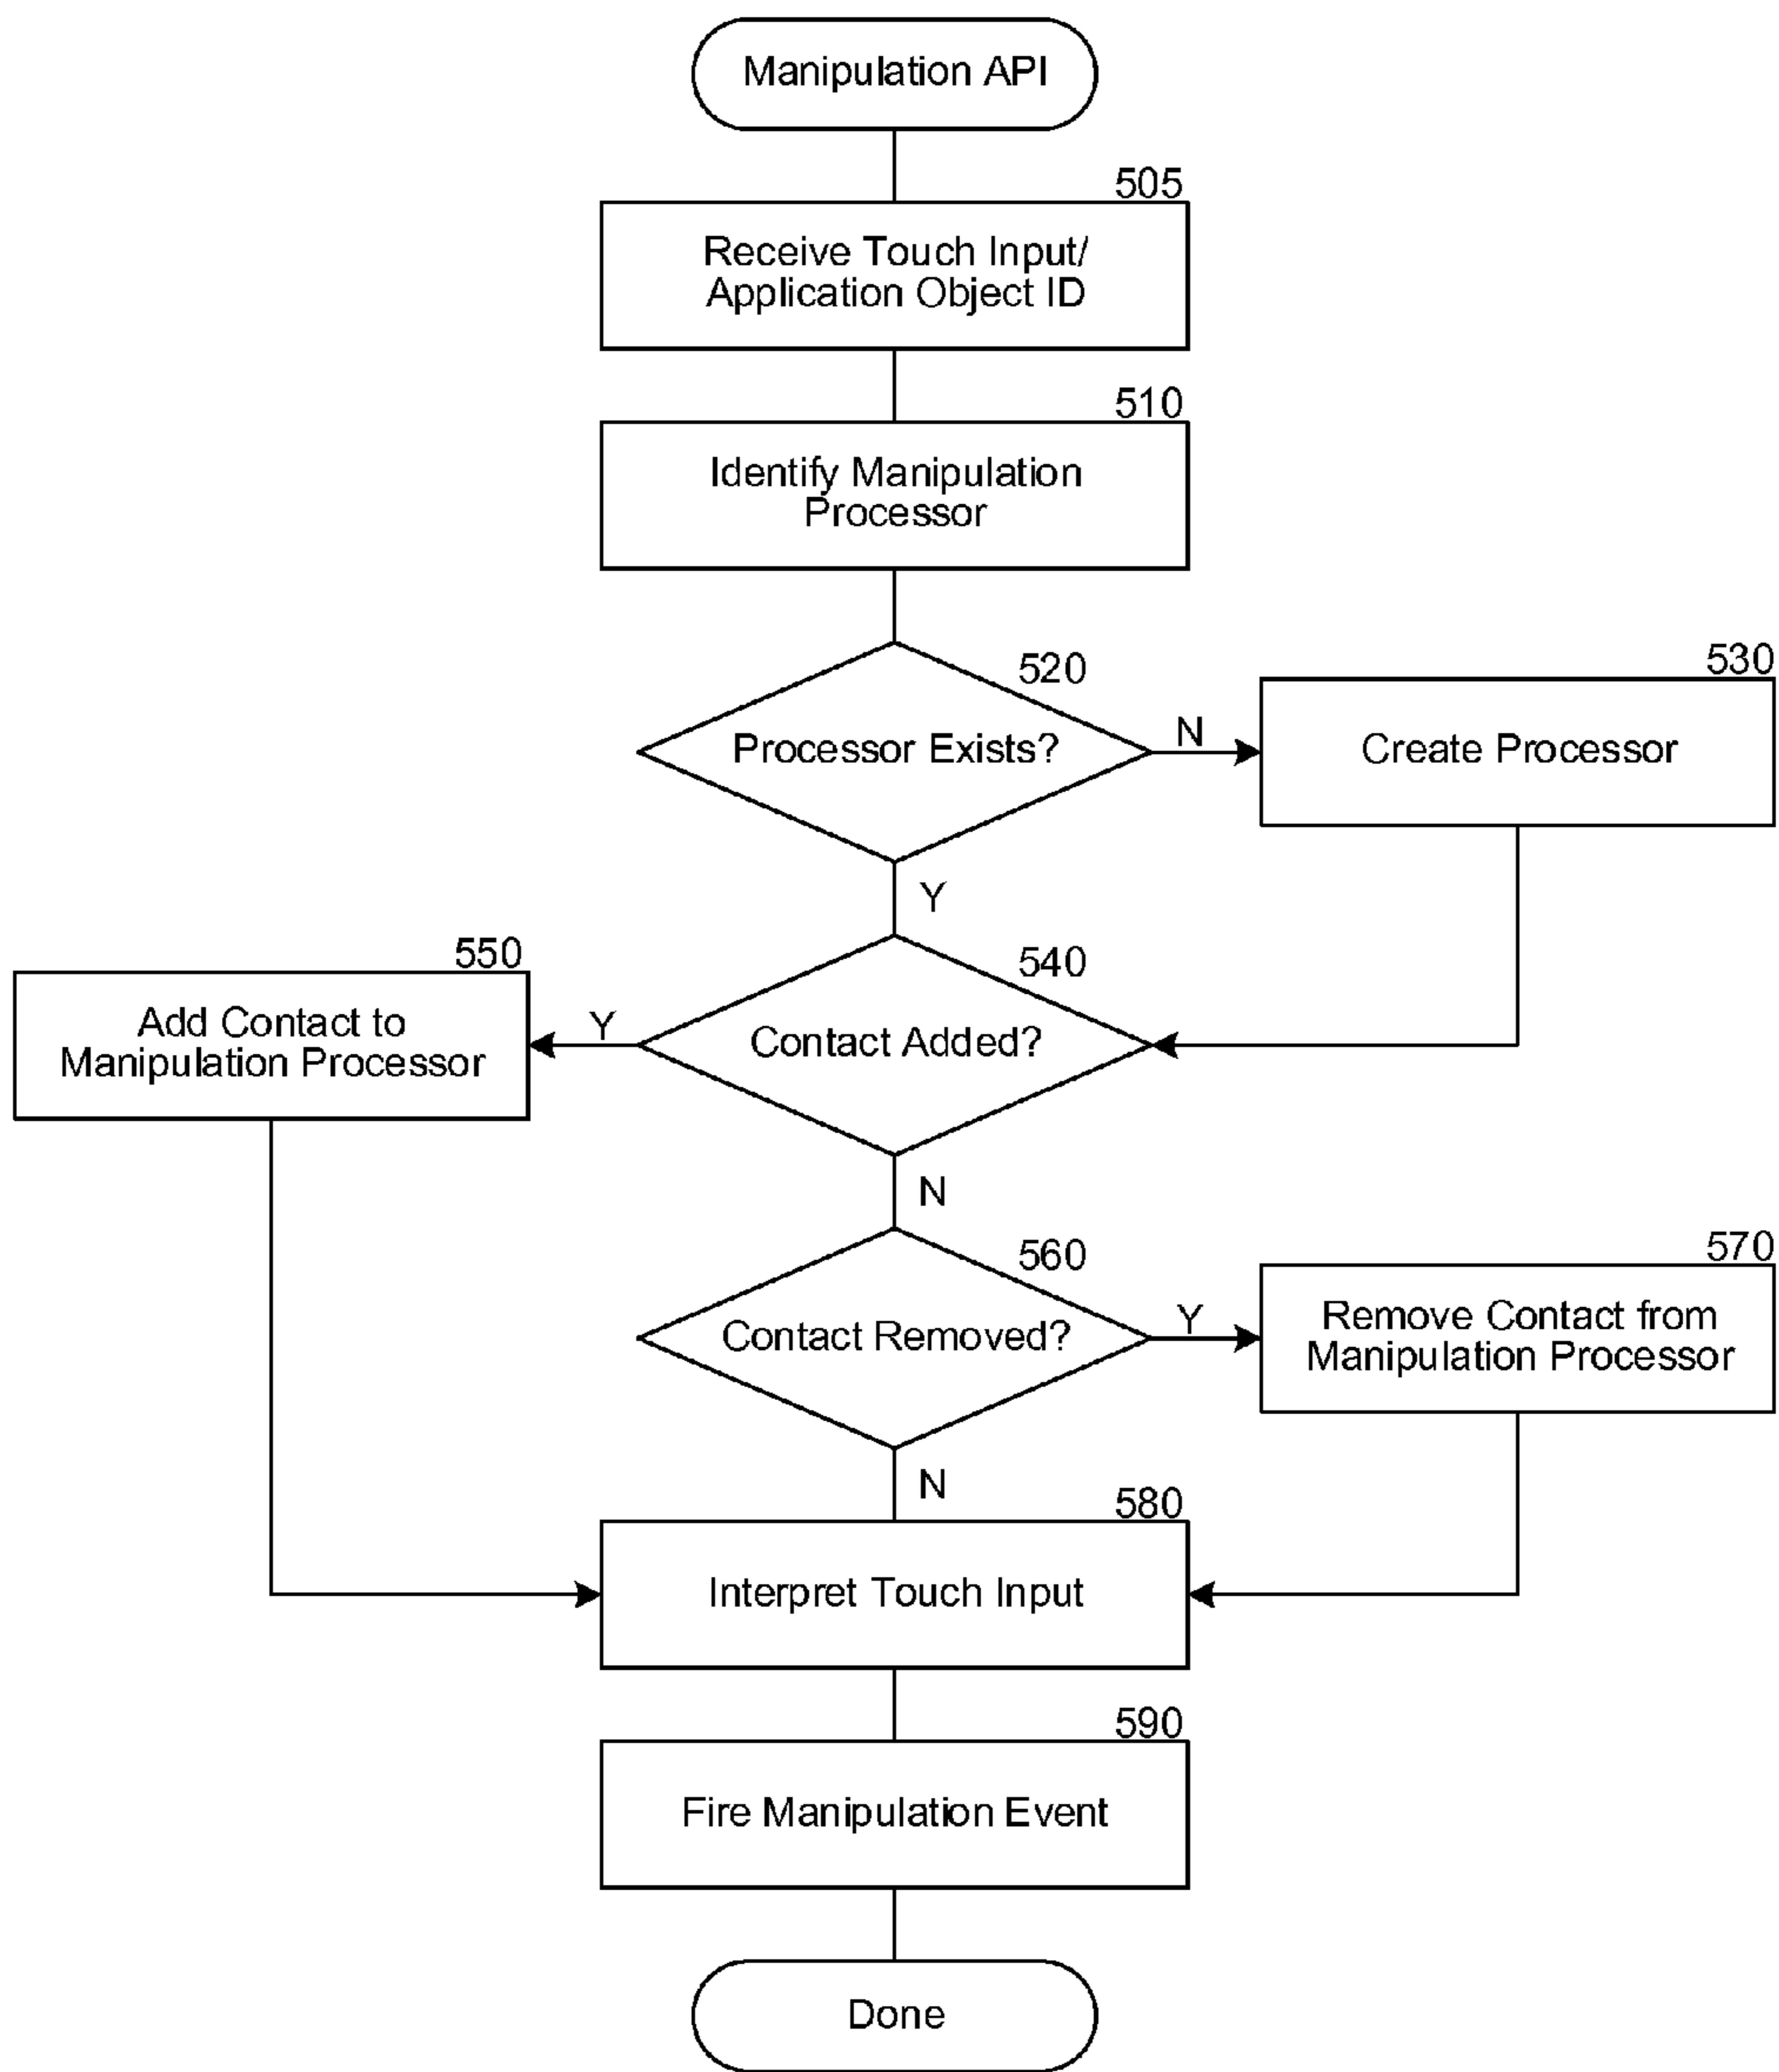 Manipulation API
505
Receive Touch Input/
Application Object ID
510
Identify Manipulation
Processor
520
Processor Exists?
N
530
Create Processor
Y
540
Contact Added?
Y
550
Add Contact to
Manipulation Processor
N
560
Contact Removed?
Y
570
Remove Contact from
Manipulation Processor
N
580
Interpret Touch Input
590
Fire Manipulation Event
Done